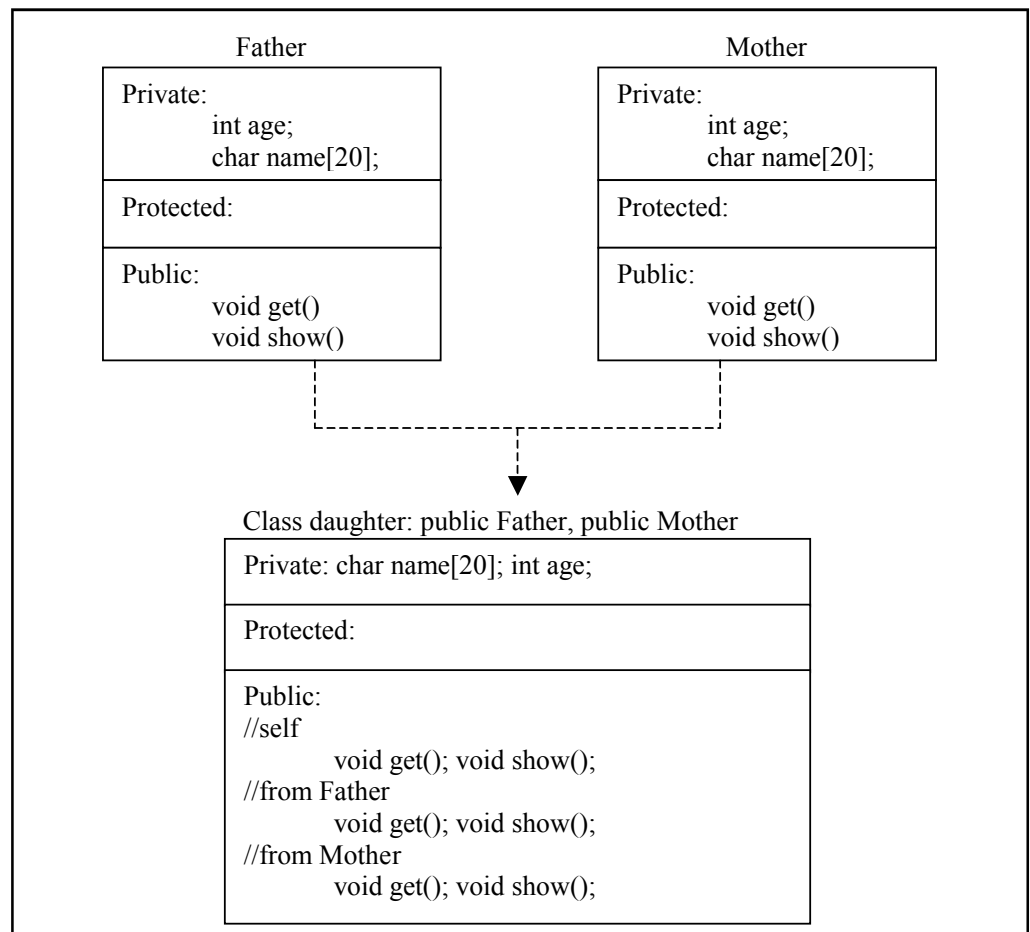 Father
Private:
int age;
char name[20];
Protected:
Public:
void get()
void show()
Mother
Private:
int age;
char name[20];
Protected:
Public:
void get()
void show()
Class daughter: public Father, public Mother
Private: char name[20]; int age;
Protected:
Public:
//self
void get(); void show();
//from Father
void get(); void show();
//from Mother
void get(); void show();